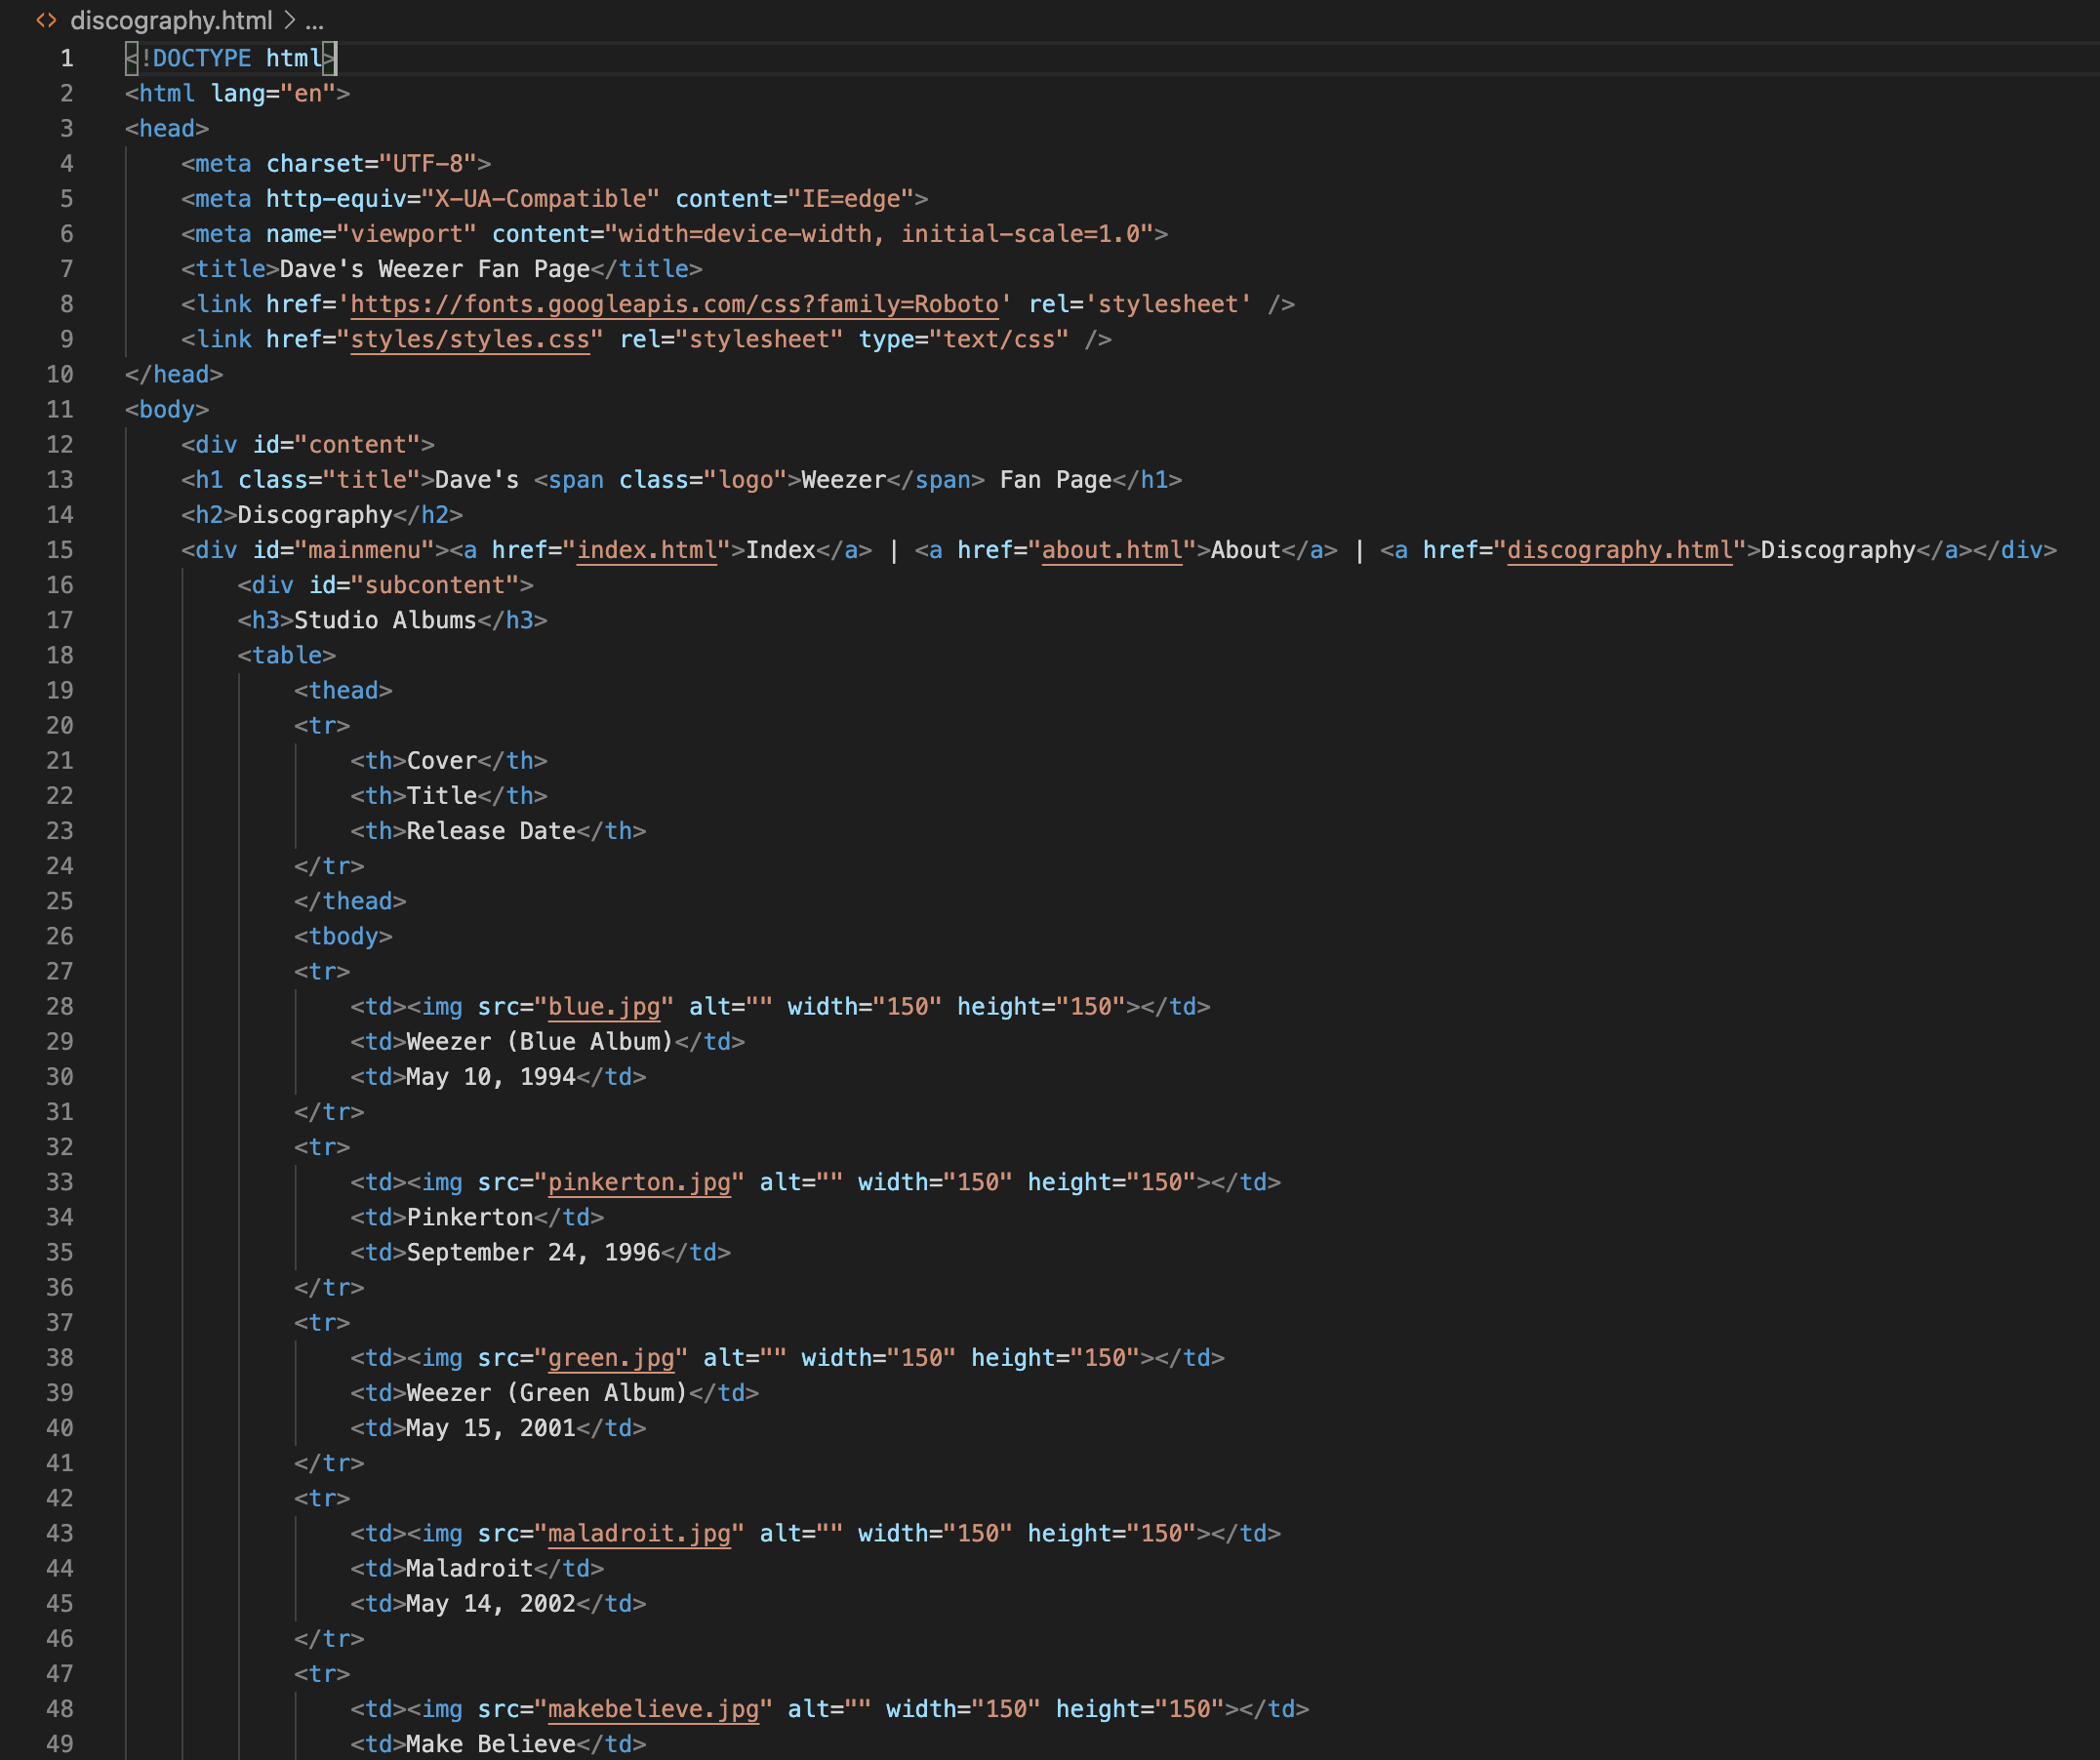 <> discography.html > ...
1 <!DOCTYPE html>
2 <html lang="en">
3 <head>
4     <meta charset="UTF-8">
5     <meta http-equiv="X-UA-Compatible" content="IE=edge">
6     <meta name="viewport" content="width=device-width, initial-scale=1.0">
7     <title>Dave's Weezer Fan Page</title>
8     <link href='https://fonts.googleapis.com/css?family=Roboto' rel='stylesheet' />
9     <link href="styles/styles.css" rel="stylesheet" type="text/css" />
10 </head>
11 <body>
12     <div id="content">
13     <h1 class="title">Dave's <span class="logo">Weezer</span> Fan Page</h1>
14     <h2>Discography</h2>
15     <div id="mainmenu"><a href="index.html">Index</a> | <a href="about.html">About</a> | <a href="discography.html">Discography</a></div>
16         <div id="subcontent">
17         <h3>Studio Albums</h3>
18         <table>
19             <thead>
20             <tr>
21                 <th>Cover</th>
22                 <th>Title</th>
23                 <th>Release Date</th>
24             </tr>
25             </thead>
26             <tbody>
27             <tr>
28                 <td><img src="blue.jpg" alt="" width="150" height="150"></td>
29                 <td>Weezer (Blue Album)</td>
30                 <td>May 10, 1994</td>
31             </tr>
32             <tr>
33                 <td><img src="pinkerton.jpg" alt="" width="150" height="150"></td>
34                 <td>Pinkerton</td>
35                 <td>September 24, 1996</td>
36             </tr>
37             <tr>
38                 <td><img src="green.jpg" alt="" width="150" height="150"></td>
39                 <td>Weezer (Green Album)</td>
40                 <td>May 15, 2001</td>
41             </tr>
42             <tr>
43                 <td><img src="maladroit.jpg" alt="" width="150" height="150"></td>
44                 <td>Maladroit</td>
45                 <td>May 14, 2002</td>
46             </tr>
47             <tr>
48                 <td><img src="makebelieve.jpg" alt="" width="150" height="150"></td>
49                 <td>Make Believe</td>